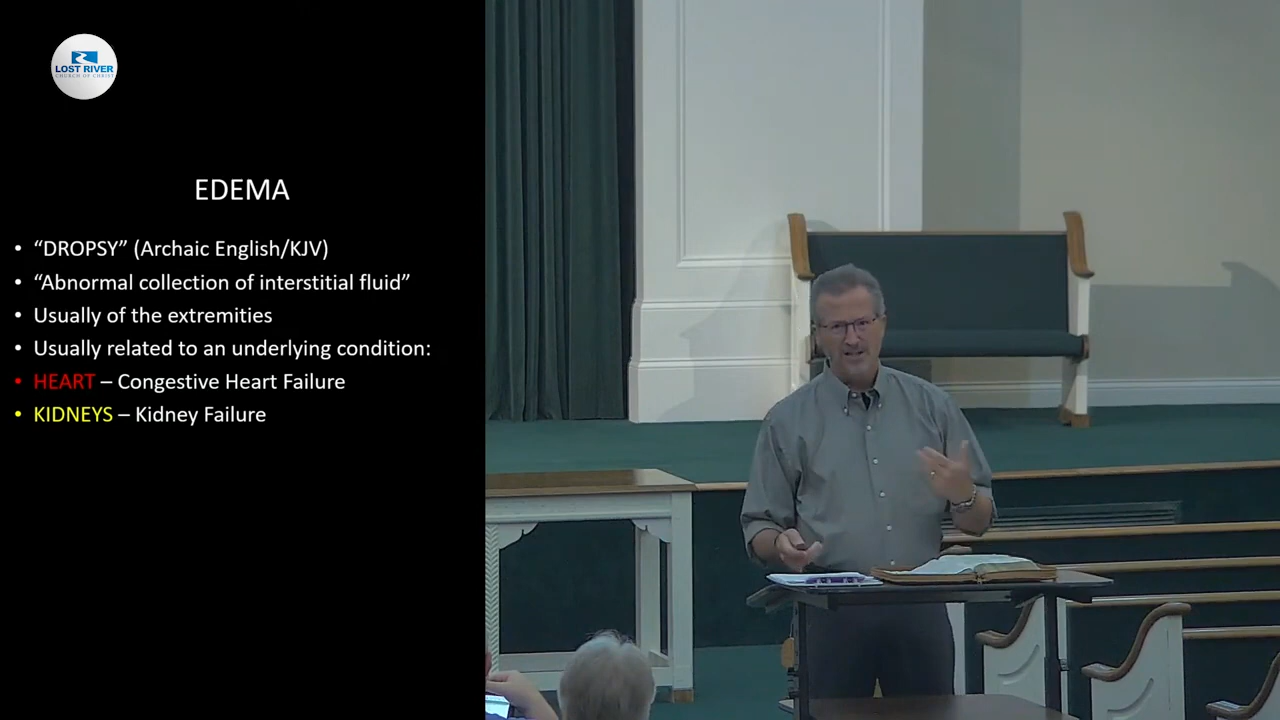 LOST RIVER
CHURCH OF CHRIST
EDEMA
• “DROPSY” (Archaic English/KJV)
• “Abnormal collection of interstitial fluid”
• Usually of the extremities
• Usually related to an underlying condition:
• HEART – Congestive Heart Failure
• KIDNEYS – Kidney Failure